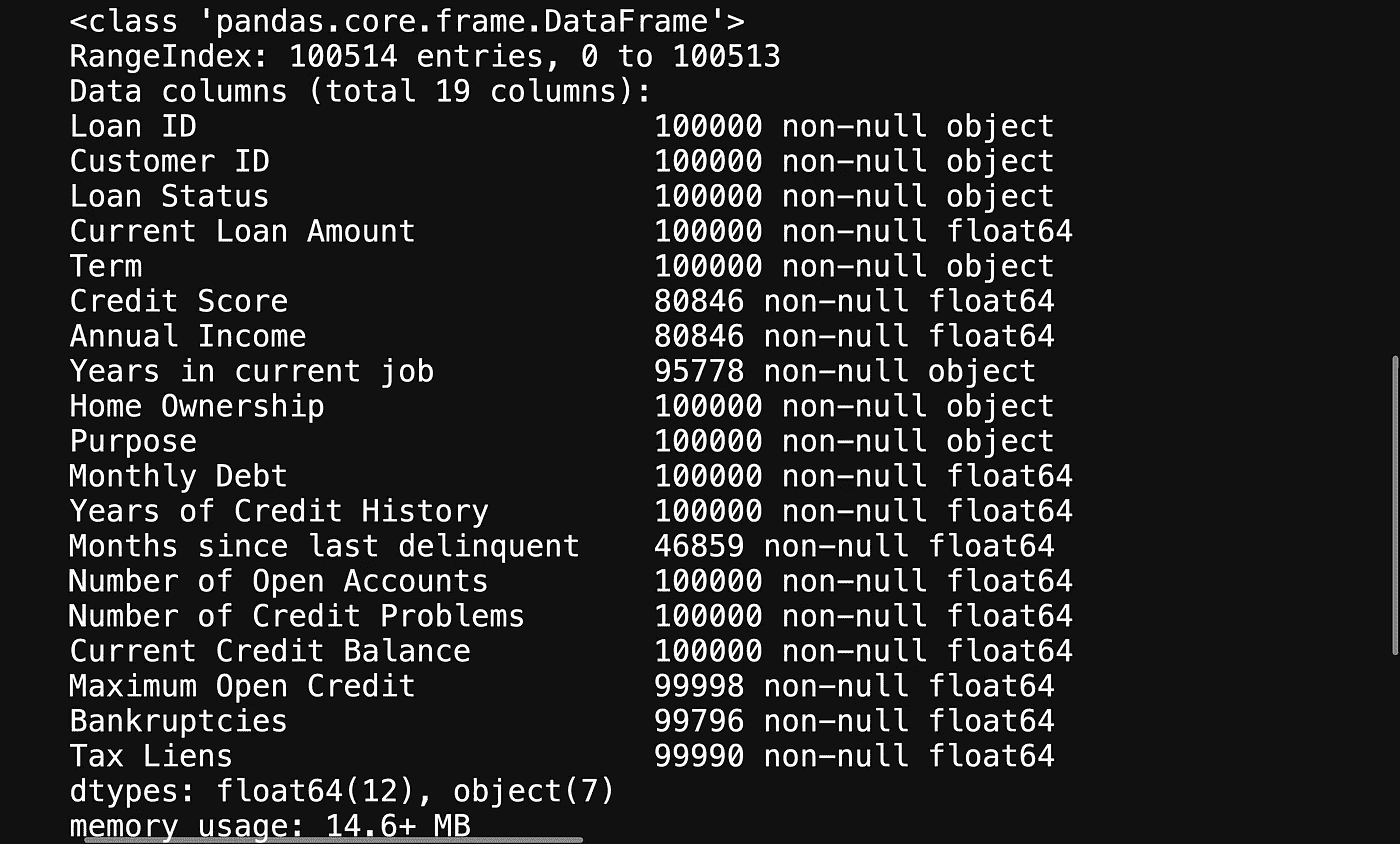 <class 'pandas.core.frame.DataFrame'>
RangeIndex: 100514 entries, 0 to 100513
Data columns (total 19 columns):
Loan ID                         100000 non-null object
Customer ID                     100000 non-null object
Loan Status                     100000 non-null object
Current Loan Amount             100000 non-null float64
Term                            100000 non-null object
Credit Score                    80846 non-null float64
Annual Income                   80846 non-null float64
Years in current job            95778 non-null object
Home Ownership                  100000 non-null object
Purpose                         100000 non-null object
Monthly Debt                    100000 non-null float64
Years of Credit History         100000 non-null float64
Months since last delinquent    46859 non-null float64
Number of Open Accounts         100000 non-null float64
Number of Credit Problems       100000 non-null float64
Current Credit Balance          100000 non-null float64
Maximum Open Credit             99998 non-null float64
Bankruptcies                    99796 non-null float64
Tax Liens                       99990 non-null float64
dtypes: float64(12), object(7)
memory usage: 14.6+ MB